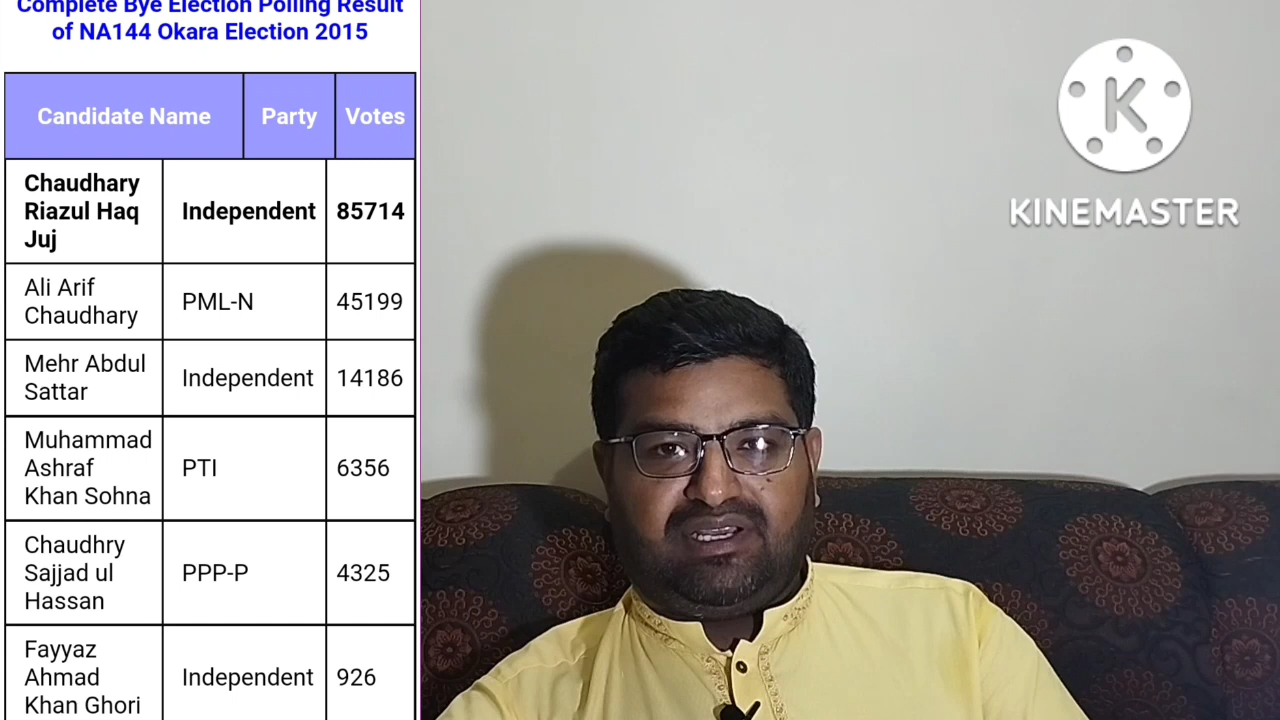 Complete Bye Election Polling Result
of NA144 Okara Election 2015
Candidate Name Party Votes
Chaudhary
Riazul Haq
Juj
Independent 85714
Ali Arif
Chaudhary
PML-N 45199
Mehr Abdul
Sattar
Independent 14186
Muhammad
Ashraf
Khan Sohna
PTI 6356
Chaudhry
Sajjad ul
Hassan
PPP-P 4325
Fayyaz
Ahmad
Khan Ghori
Independent 926
K
KINEMASTER